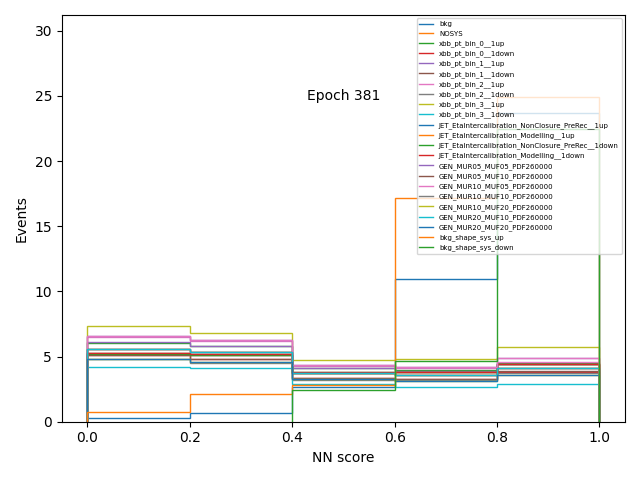 bkg
NOSYS
xbb_pt_bin_0__1up
xbb_pt_bin_0__1down
xbb_pt_bin_1__1up
xbb_pt_bin_1__1down
xbb_pt_bin_2__1up
xbb_pt_bin_2__1down
xbb_pt_bin_3__1up
xbb_pt_bin_3__1down
JET_EtaIntercalibration_NonClosure_PreRec__1up
JET_EtaIntercalibration_Modelling__1up
JET_EtaIntercalibration_NonClosure_PreRec__1down
JET_EtaIntercalibration_Modelling__1down
GEN_MUR05_MUF05_PDF260000
GEN_MUR05_MUF10_PDF260000
GEN_MUR10_MUF05_PDF260000
GEN_MUR10_MUF10_PDF260000
GEN_MUR10_MUF20_PDF260000
GEN_MUR20_MUF10_PDF260000
GEN_MUR20_MUF20_PDF260000
bkg_shape_sys_up
bkg_shape_sys_down
Epoch 381
30
25
20
15
10
5
0
Events
0.0 0.2 0.4 0.6 0.8 1.0
NN score